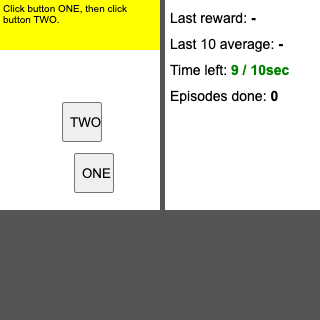 Click button ONE, then click
button TWO.
TWO
ONE
Last reward: -
Last 10 average: -
Time left: 9 / 10sec
Episodes done: 0